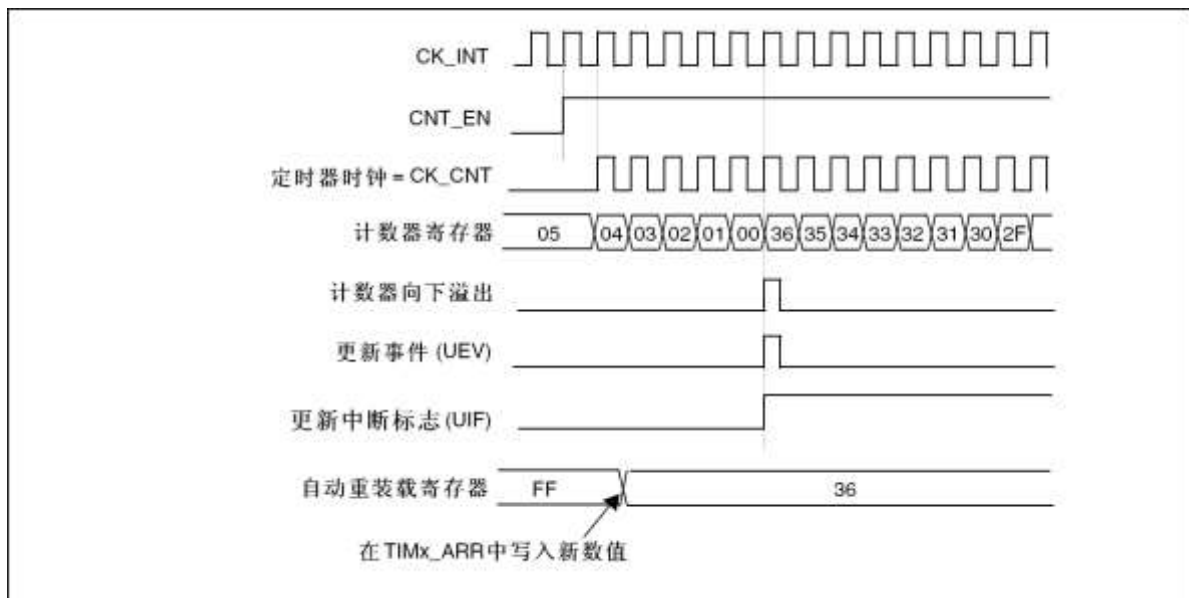 CK_INT
CNT_EN
定时器时钟 = CK_CNT
计数器寄存器 05 04 03 02 01 00 36 35 34 33 32 31 30 2F
计数器向下溢出
更新事件 (UEV)
更新中断标志 (UIF)
自动重装载寄存器 FF 36
在TIMx_ARR中写入新数值